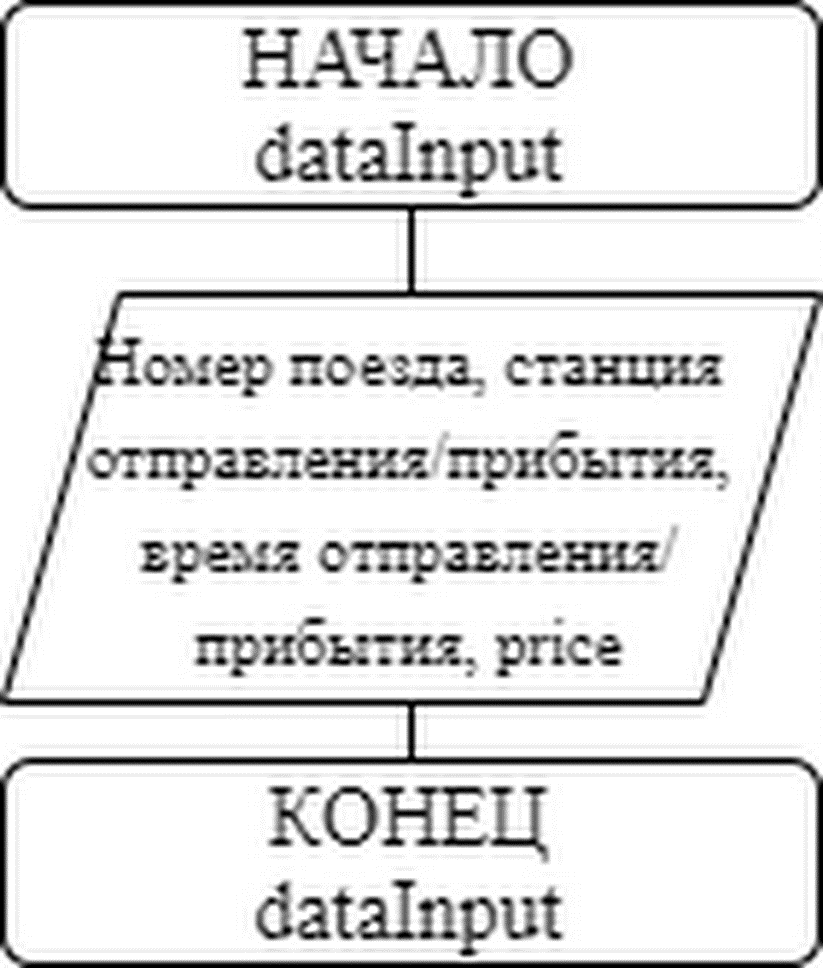 НАЧАЛО
dataInput
Номер поезда, станция
отправления/прибытия,
время отправления/
прибытия, price
КОНЕЦ
dataInput